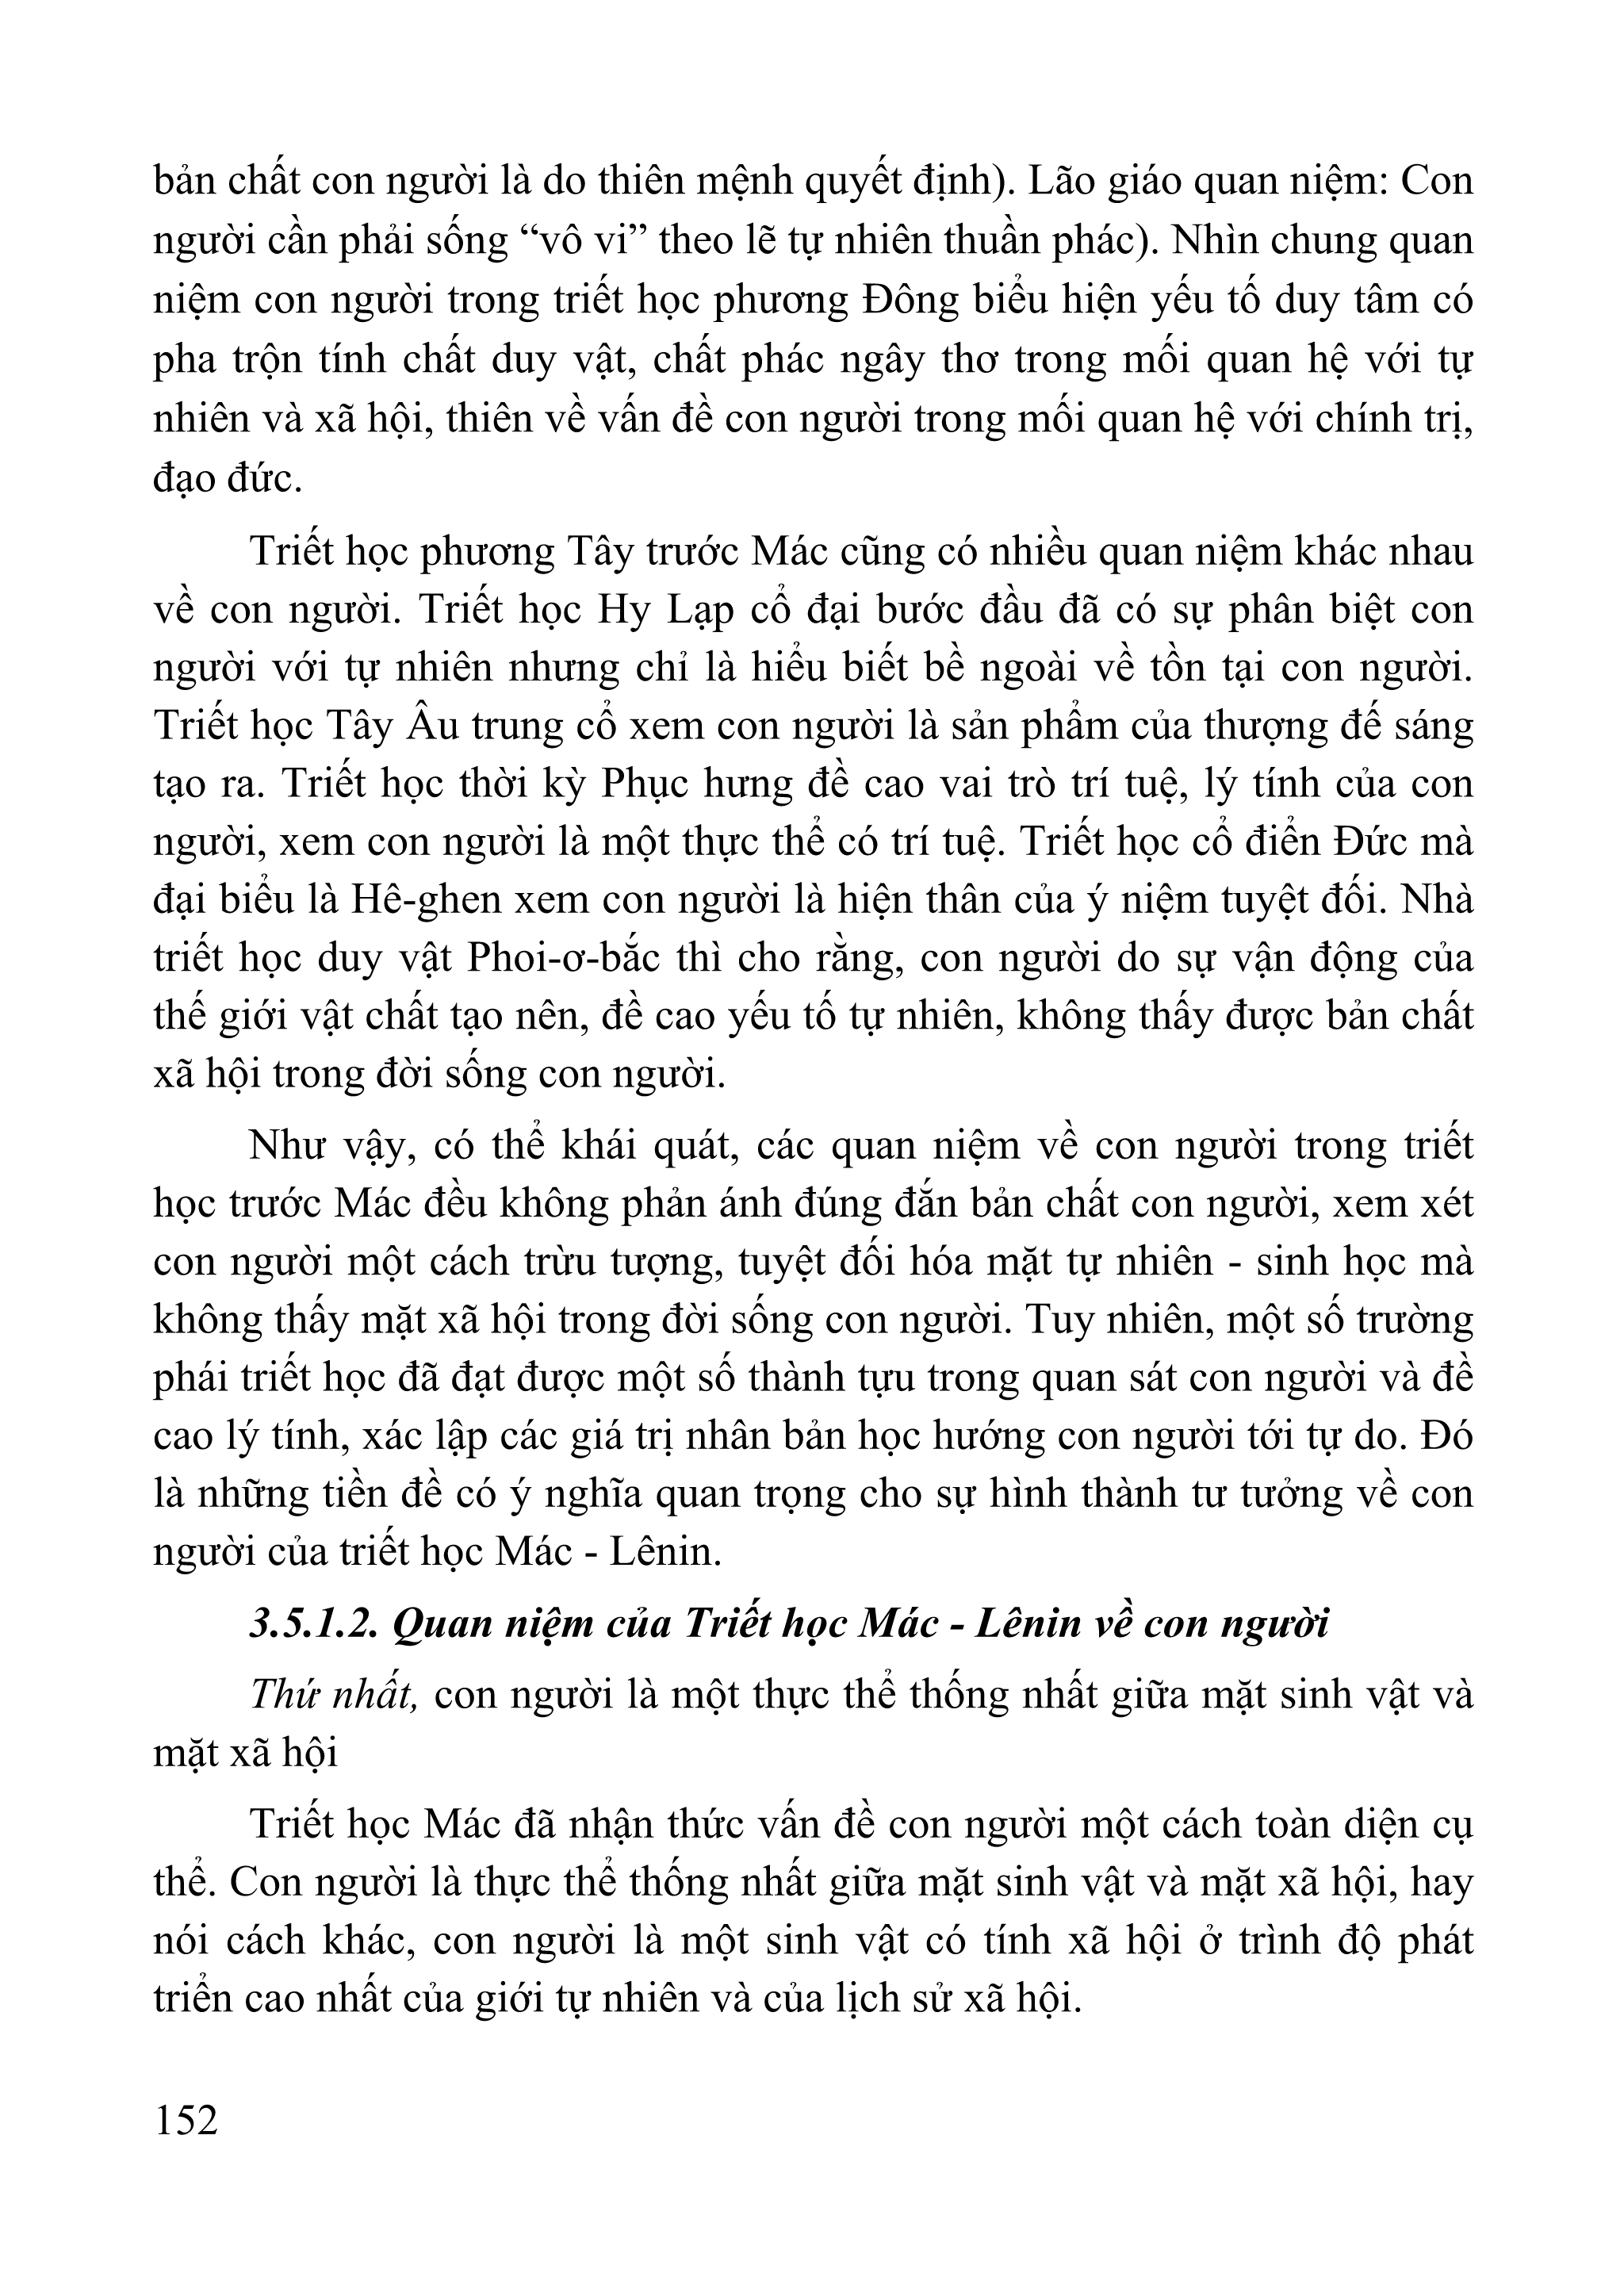 bản chất con người là do thiên mệnh quyết định). Lão giáo quan niệm: Con
người cần phải sống “vô vi” theo lẽ tự nhiên thuần phác). Nhìn chung quan
niệm con người trong triết học phương Đông biểu hiện yếu tố duy tâm có
pha trộn tính chất duy vật, chất phác ngây thơ trong mối quan hệ với tự
nhiên và xã hội, thiên về vấn đề con người trong mối quan hệ với chính trị,
đạo đức.
Triết học phương Tây trước Mác cũng có nhiều quan niệm khác nhau
về con người. Triết học Hy Lạp cổ đại bước đầu đã có sự phân biệt con
người với tự nhiên nhưng chỉ là hiểu biết bề ngoài về tồn tại con người.
Triết học Tây Âu trung cổ xem con người là sản phẩm của thượng đế sáng
tạo ra. Triết học thời kỳ Phục hưng đề cao vai trò trí tuệ, lý tính của con
người, xem con người là một thực thể có trí tuệ. Triết học cổ điển Đức mà
đại biểu là Hê-ghen xem con người là hiện thân của ý niệm tuyệt đối. Nhà
triết học duy vật Phoi-ơ-bắc thì cho rằng, con người do sự vận động của
thế giới vật chất tạo nên, đề cao yếu tố tự nhiên, không thấy được bản chất
xã hội trong đời sống con người.
Như vậy, có thể khái quát, các quan niệm về con người trong triết
học trước Mác đều không phản ánh đúng đắn bản chất con người, xem xét
con người một cách trừu tượng, tuyệt đối hóa mặt tự nhiên - sinh học mà
không thấy mặt xã hội trong đời sống con người. Tuy nhiên, một số trường
phái triết học đã đạt được một số thành tựu trong quan sát con người và đề
cao lý tính, xác lập các giá trị nhân bản học hướng con người tới tự do. Đó
là những tiền đề có ý nghĩa quan trọng cho sự hình thành tư tưởng về con
người của triết học Mác - Lênin.
3.5.1.2. Quan niệm của Triết học Mác - Lênin về con người
Thứ nhất, con người là một thực thể thống nhất giữa mặt sinh vật và
mặt xã hội
Triết học Mác đã nhận thức vấn đề con người một cách toàn diện cụ
thể. Con người là thực thể thống nhất giữa mặt sinh vật và mặt xã hội, hay
nói cách khác, con người là một sinh vật có tính xã hội ở trình độ phát
triển cao nhất của giới tự nhiên và của lịch sử xã hội.
152